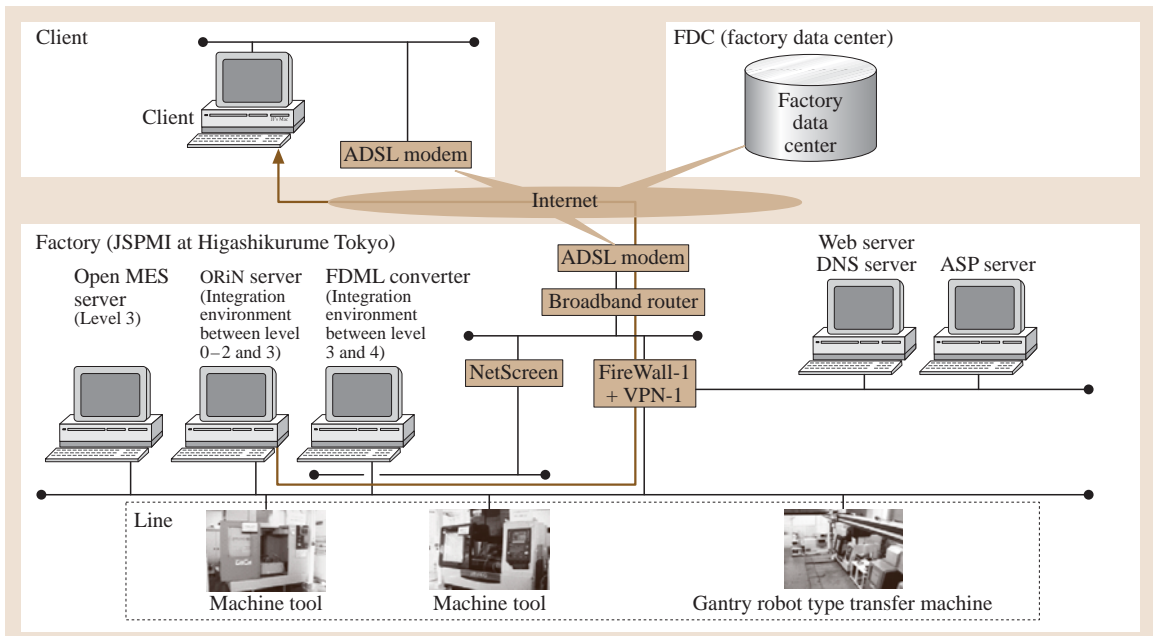 Client
Client
ADSL modem
FDC (factory data center)
Factory
data
center
Internet
Factory (JSPMI at Higashikurume Tokyo)
Open MES
server
(Level 3)
ORiN server
(Integration
environment
between level
0–2 and 3)
FDML converter
(Integration
environment
between level
3 and 4)
ADSL modem
Broadband router
NetScreen
FireWall-1
+ VPN-1
Web server
DNS server
ASP server
Line
Machine tool
Machine tool
Gantry robot type transfer machine